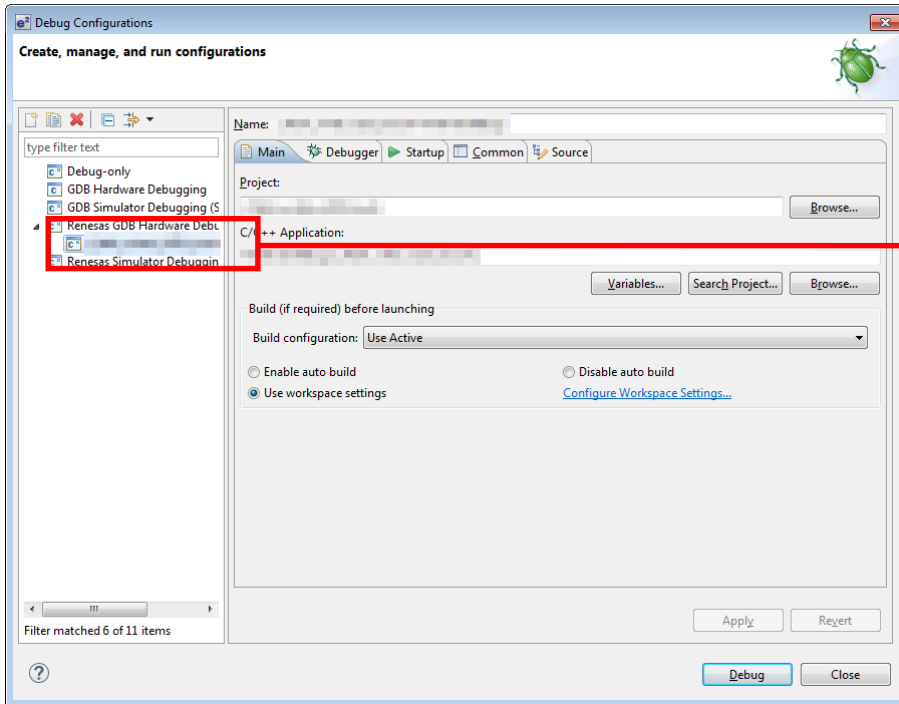 e² Debug Configurations
Create, manage, and run configurations
type filter text
Debug-only
GDB Hardware Debugging
GDB Simulator Debugging (S
Renesas GDB Hardware Debu
Renesas Simulator Debuggin
Filter matched 6 of 11 items
Name:
Main Debugger Startup Common Source
Project:
Browse...
C/C++ Application:
Variables... Search Project... Browse...
Build (if required) before launching
Build configuration: Use Active
Enable auto build Disable auto build
Use workspace settings Configure Workspace Settings...
Apply Revert
Debug Close